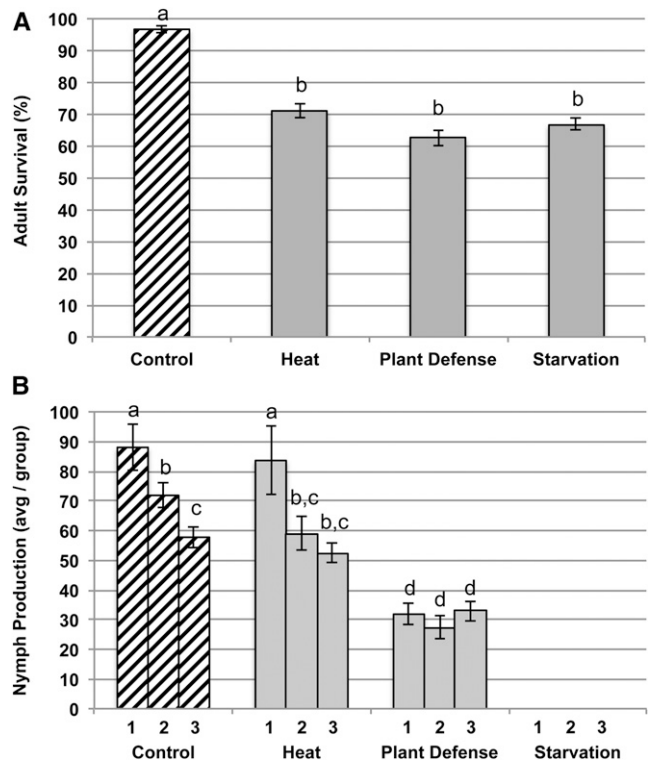 A
Adult Survival (%)
100
90
80
70
60
50
40
30
20
10
0
a
b
b
b
Control Heat Plant Defense Starvation
B
Nymph Production (avg / group)
100
90
80
70
60
50
40
30
20
10
0
a
b
c
a
b,c
b,c
d
d
d
1 2 3 1 2 3 1 2 3 1 2 3
Control Heat Plant Defense Starvation